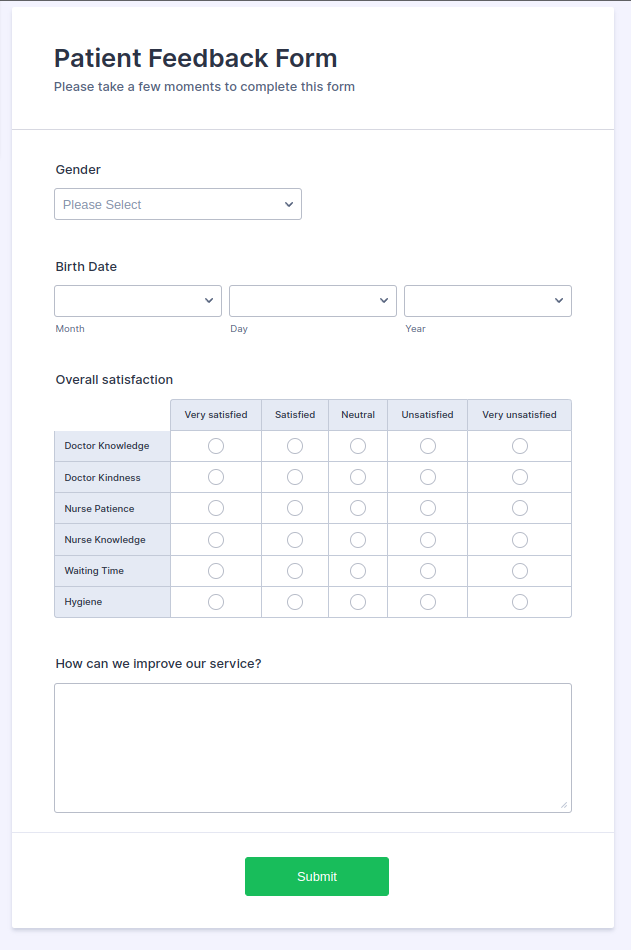 Patient Feedback Form
Please take a few moments to complete this form
Gender
Please Select
Birth Date
Month Day Year
Overall satisfaction
Very satisfied Satisfied Neutral Unsatisfied Very unsatisfied
Doctor Knowledge
Doctor Kindness
Nurse Patience
Nurse Knowledge
Waiting Time
Hygiene
How can we improve our service?
Submit